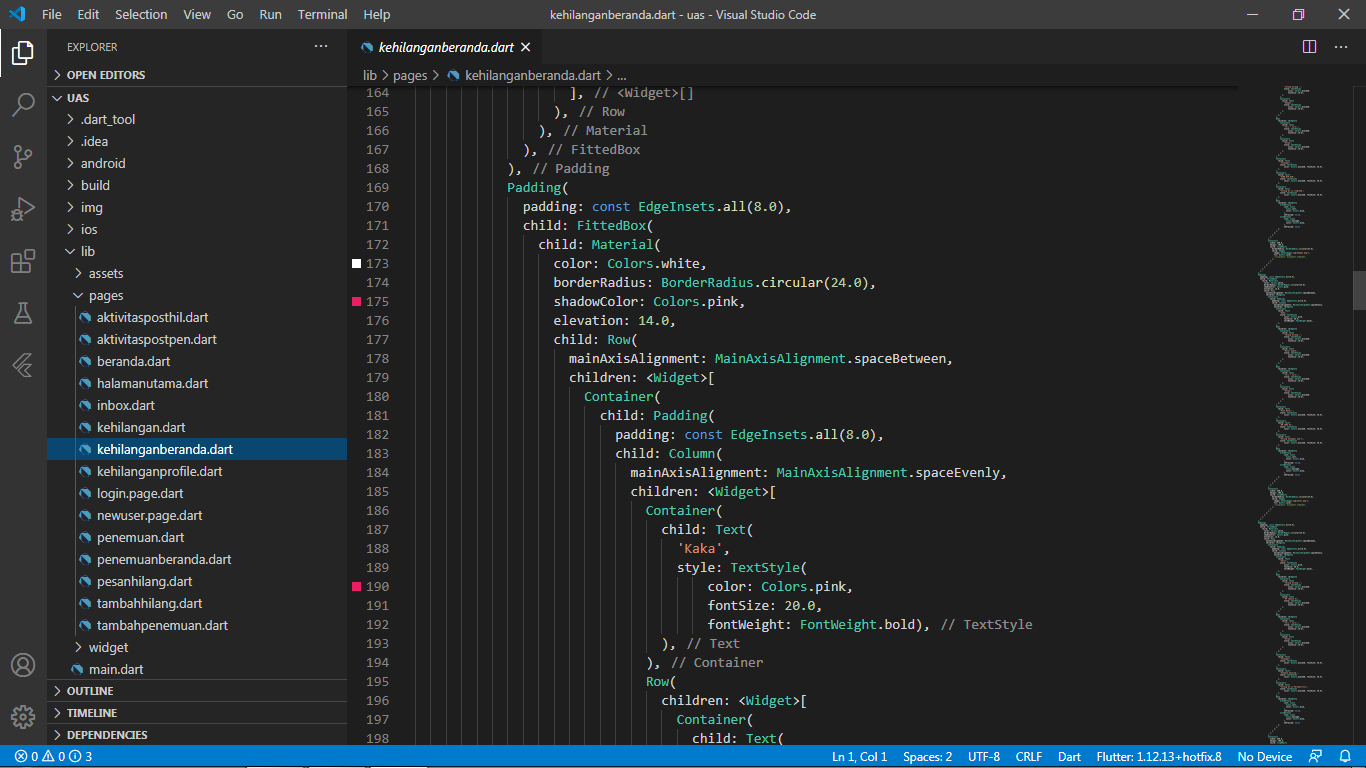 File Edit Selection View Go Run Terminal Help kehilanganberanda.dart - uas - Visual Studio Code
EXPLORER
OPEN EDITORS
UAS
.dart_tool
.idea
android
build
img
ios
lib
assets
pages
aktivitasposthil.dart
aktivitaspostpen.dart
beranda.dart
halamanutama.dart
inbox.dart
kehilangan.dart
kehilanganberanda.dart
kehilanganprofile.dart
login.page.dart
newuser.page.dart
penemuan.dart
penemuanberanda.dart
pesanhilang.dart
tambahhilang.dart
tambahpenemuan.dart
widget
main.dart
OUTLINE
TIMELINE
DEPENDENCIES
kehilanganberanda.dart
lib > pages > kehilanganberanda.dart > ...
164 ], // <Widget>[]
165 ), // Row
166 ), // Material
167 ), // FittedBox
168 ), // Padding
169 Padding(
170 padding: const EdgeInsets.all(8.0),
171 child: FittedBox(
172 child: Material(
173 color: Colors.white,
174 borderRadius: BorderRadius.circular(24.0),
175 shadowColor: Colors.pink,
176 elevation: 14.0,
177 child: Row(
178 mainAxisAlignment: MainAxisAlignment.spaceBetween,
179 children: <Widget>[
180 Container(
181 child: Padding(
182 padding: const EdgeInsets.all(8.0),
183 child: Column(
184 mainAxisAlignment: MainAxisAlignment.spaceEvenly,
185 children: <Widget>[
186 Container(
187 child: Text(
188 'Kaka',
189 style: TextStyle(
190 color: Colors.pink,
191 fontSize: 20.0,
192 fontWeight: FontWeight.bold), // TextStyle
193 ), // Text
194 ), // Container
195 Row(
196 children: <Widget>[
197 Container(
198 child: Text(
0 0 3 Ln 1, Col 1 Spaces: 2 UTF-8 CRLF Dart Flutter: 1.12.13+hotfix.8 No Device